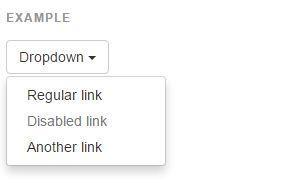 EXAMPLE
Dropdown
Regular link
Disabled link
Another link